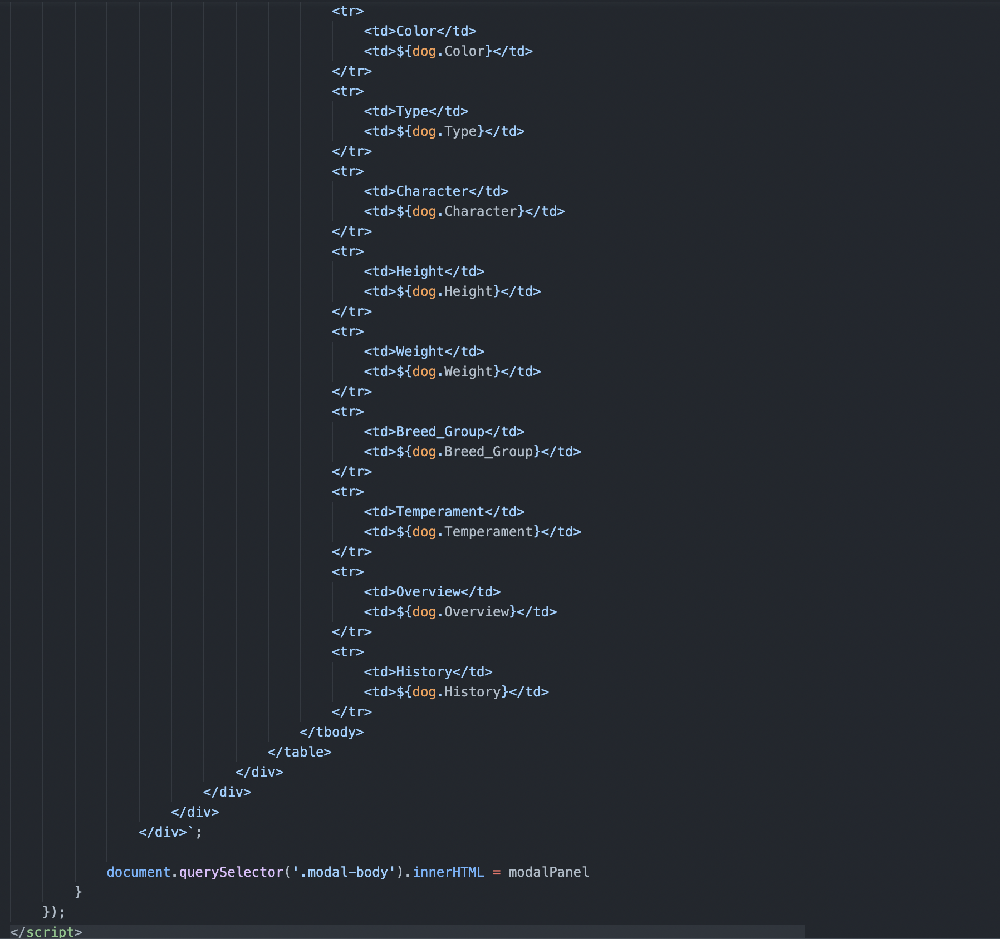 <tr>
<td>Color</td>
<td>${dog.Color}</td>
</tr>
<tr>
<td>Type</td>
<td>${dog.Type}</td>
</tr>
<tr>
<td>Character</td>
<td>${dog.Character}</td>
</tr>
<tr>
<td>Height</td>
<td>${dog.Height}</td>
</tr>
<tr>
<td>Weight</td>
<td>${dog.Weight}</td>
</tr>
<tr>
<td>Breed_Group</td>
<td>${dog.Breed_Group}</td>
</tr>
<tr>
<td>Temperament</td>
<td>${dog.Temperament}</td>
</tr>
<tr>
<td>Overview</td>
<td>${dog.Overview}</td>
</tr>
<tr>
<td>History</td>
<td>${dog.History}</td>
</tr>
</tbody>
</table>
</div>
</div>
</div>
</div>`;
document.querySelector('.modal-body').innerHTML = modalPanel
}
});
</script>